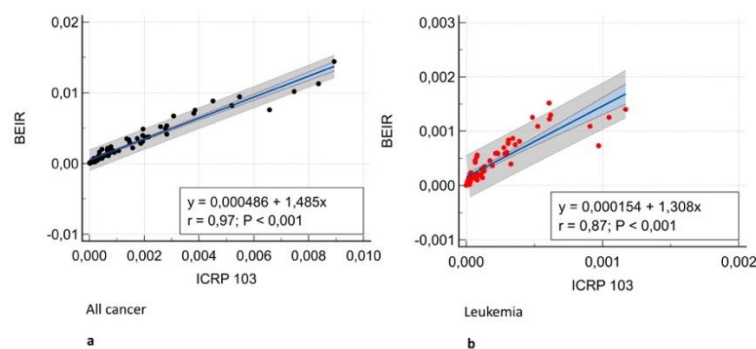 0,02
0,01
0,00
-0,01
BEIR
y = 0,000486 + 1,485x
r = 0,97; P < 0,001
0,000 0,002 0,004 0,006 0,008 0,010
ICRP 103
All cancer
a
0,003
0,002
0,001
0,000
-0,001
BEIR
y = 0,000154 + 1,308x
r = 0,87; P < 0,001
0,000 0,001 0,002
ICRP 103
Leukemia
b